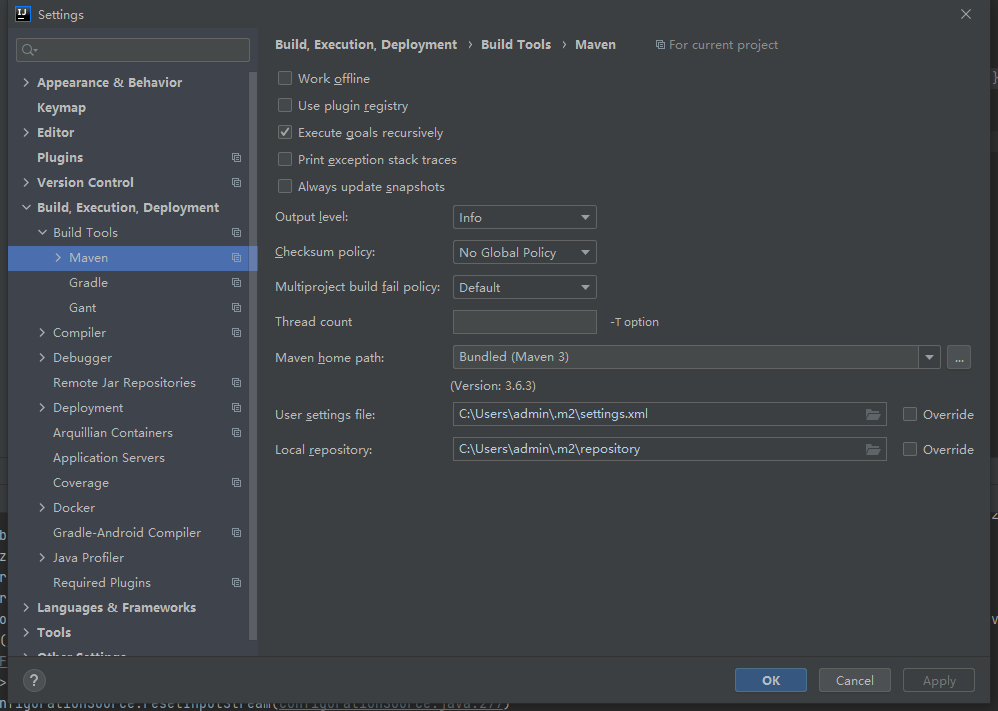 Settings
Build, Execution, Deployment › Build Tools › Maven For current project
Appearance & Behavior
Keymap
Editor
Plugins
Version Control
Build, Execution, Deployment
Build Tools
Maven
Gradle
Gant
Compiler
Debugger
Remote Jar Repositories
Deployment
Arquillian Containers
Application Servers
Coverage
Docker
Gradle-Android Compiler
Java Profiler
Required Plugins
Languages & Frameworks
Tools
Other Settings
Work offline
Use plugin registry
Execute goals recursively
Print exception stack traces
Always update snapshots
Output level: Info
Checksum policy: No Global Policy
Multiproject build fail policy: Default
Thread count -T option
Maven home path: Bundled (Maven 3) ...
(Version: 3.6.3)
User settings file: C:\Users\admin\.m2\settings.xml Override
Local repository: C:\Users\admin\.m2\repository Override
? OK Cancel Apply